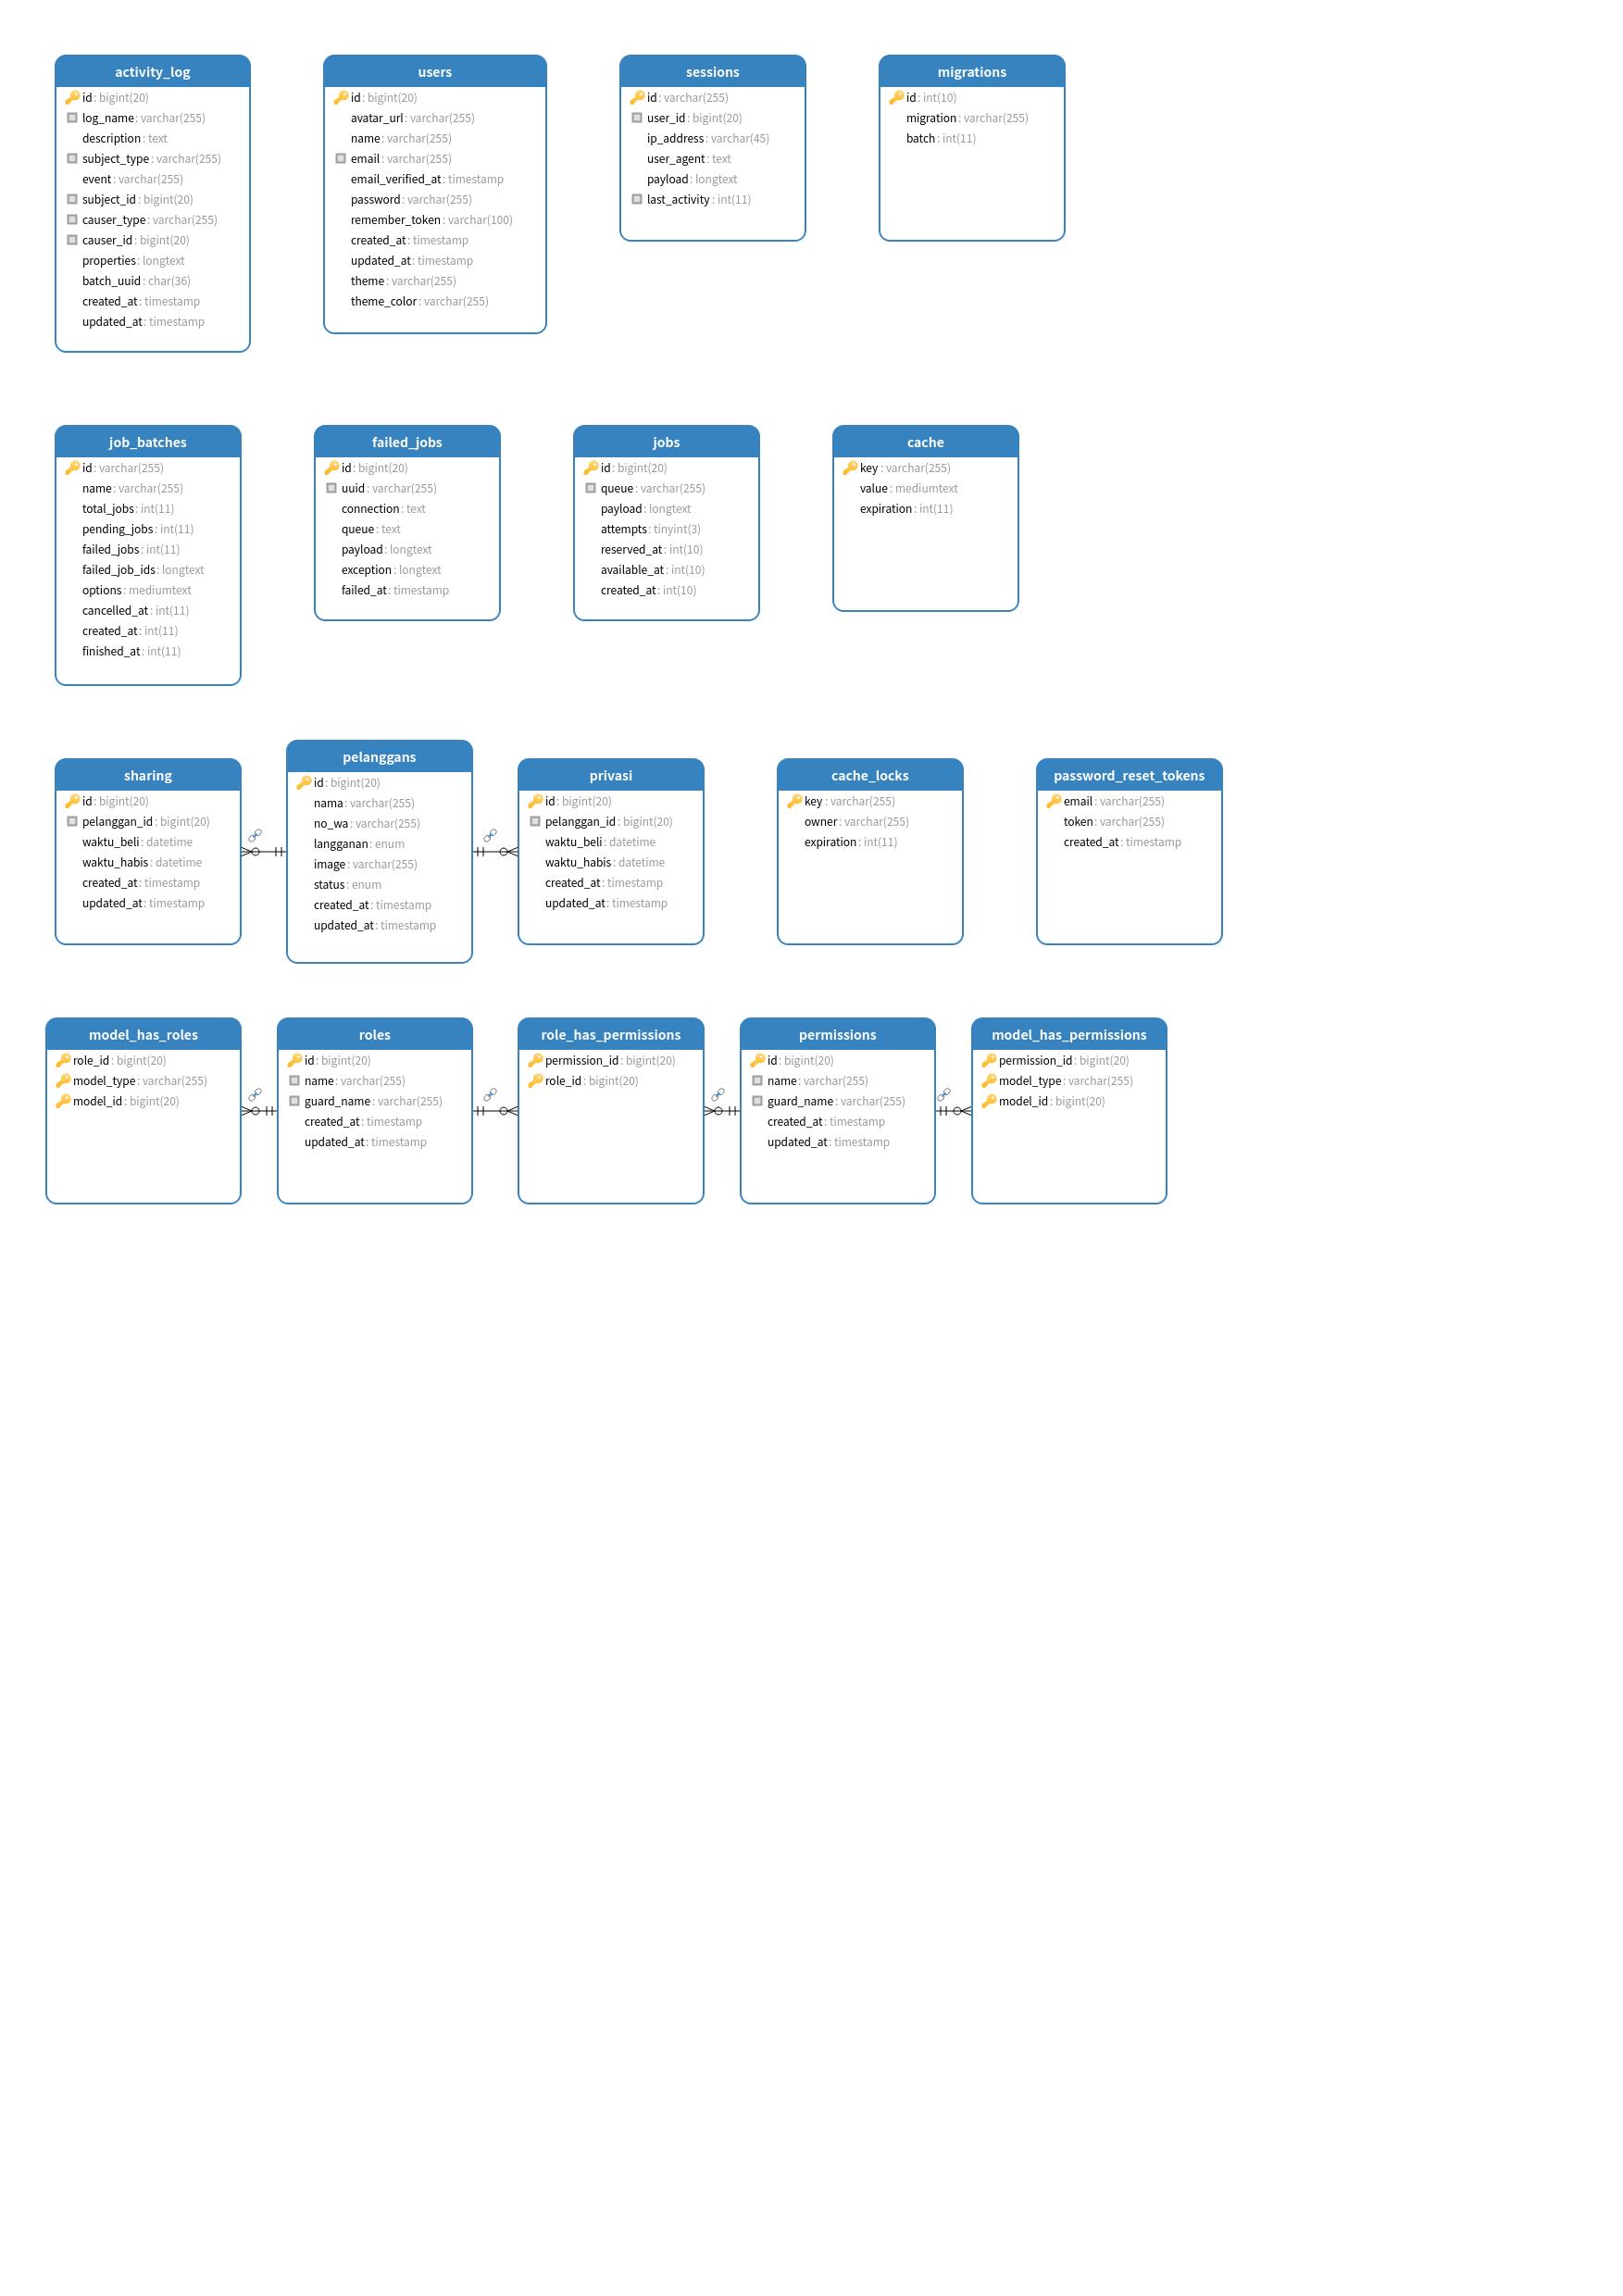 activity_log
id: bigint(20)
log_name: varchar(255)
description: text
subject_type: varchar(255)
event: varchar(255)
subject_id: bigint(20)
causer_type: varchar(255)
causer_id: bigint(20)
properties: longtext
batch_uuid: char(36)
created_at: timestamp
updated_at: timestamp
users
id: bigint(20)
avatar_url: varchar(255)
name: varchar(255)
email: varchar(255)
email_verified_at: timestamp
password: varchar(255)
remember_token: varchar(100)
created_at: timestamp
updated_at: timestamp
theme: varchar(255)
theme_color: varchar(255)
sessions
id: varchar(255)
user_id: bigint(20)
ip_address: varchar(45)
user_agent: text
payload: longtext
last_activity: int(11)
migrations
id: int(10)
migration: varchar(255)
batch: int(11)
job_batches
id: varchar(255)
name: varchar(255)
total_jobs: int(11)
pending_jobs: int(11)
failed_jobs: int(11)
failed_job_ids: longtext
options: mediumtext
cancelled_at: int(11)
created_at: int(11)
finished_at: int(11)
failed_jobs
id: bigint(20)
uuid: varchar(255)
connection: text
queue: text
payload: longtext
exception: longtext
failed_at: timestamp
jobs
id: bigint(20)
queue: varchar(255)
payload: longtext
attempts: tinyint(3)
reserved_at: int(10)
available_at: int(10)
created_at: int(10)
cache
key: varchar(255)
value: mediumtext
expiration: int(11)
sharing
id: bigint(20)
pelanggan_id: bigint(20)
waktu_beli: datetime
waktu_habis: datetime
created_at: timestamp
updated_at: timestamp
pelanggans
id: bigint(20)
nama: varchar(255)
no_wa: varchar(255)
langganan: enum
image: varchar(255)
status: enum
created_at: timestamp
updated_at: timestamp
privasi
id: bigint(20)
pelanggan_id: bigint(20)
waktu_beli: datetime
waktu_habis: datetime
created_at: timestamp
updated_at: timestamp
cache_locks
key: varchar(255)
owner: varchar(255)
expiration: int(11)
password_reset_tokens
email: varchar(255)
token: varchar(255)
created_at: timestamp
model_has_roles
role_id: bigint(20)
model_type: varchar(255)
model_id: bigint(20)
roles
id: bigint(20)
name: varchar(255)
guard_name: varchar(255)
created_at: timestamp
updated_at: timestamp
role_has_permissions
permission_id: bigint(20)
role_id: bigint(20)
permissions
id: bigint(20)
name: varchar(255)
guard_name: varchar(255)
created_at: timestamp
updated_at: timestamp
model_has_permissions
permission_id: bigint(20)
model_type: varchar(255)
model_id: bigint(20)